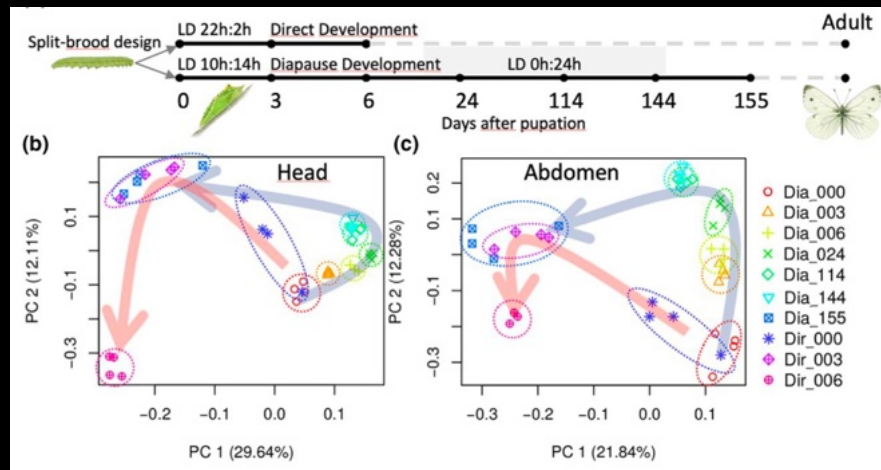 Adult
LD 22h:2h Direct Development
Split-brood design
LD 10h:14h Diapause Development LD 0h:24h
0 3 6 24 114 144 155
Days after pupation
(b) Head
PC 2 (12.11%)
0.1
-0.1
-0.3
-0.2 -0.1 0.0 0.1
PC 1 (29.64%)
(c) Abdomen
PC 2 (12.28%)
0.2
0.1
-0.1
-0.3
-0.3 -0.2 -0.1 0.0 0.1
PC 1 (21.84%)
Dia_000
Dia_003
Dia_006
Dia_024
Dia_114
Dia_144
Dia_155
Dir_000
Dir_003
Dir_006